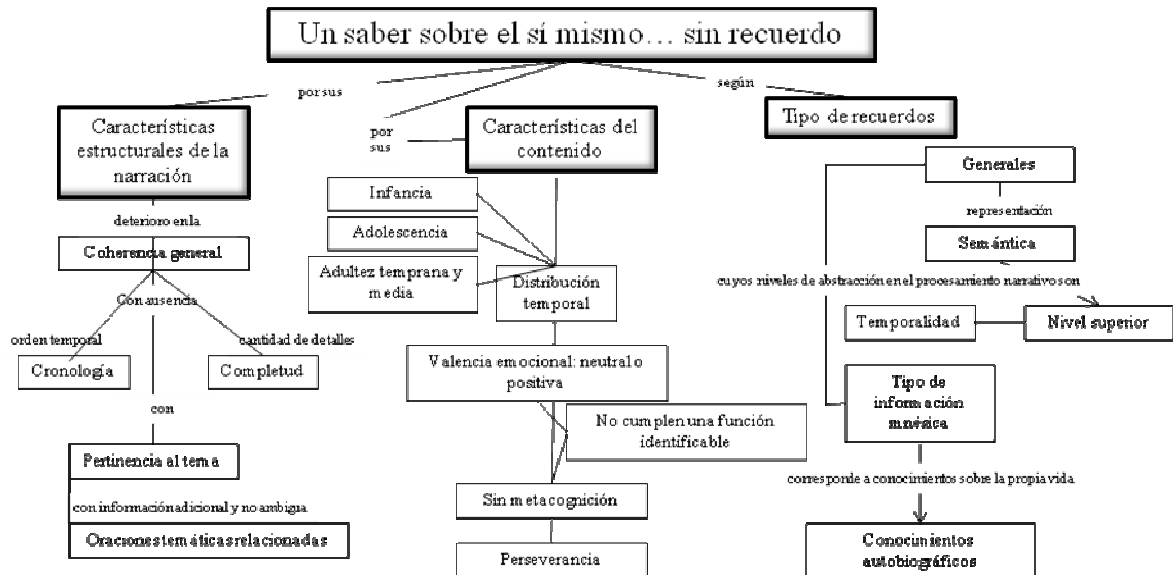 Un saber sobre el sí mismo... sin recuerdo
por sus
según
Características
estructurales de la
narración
por
sus
Características del
contenido
Tipo de recuerdos
Infancia
Adolescencia
Adultez temprana y
media
Distribución
temporal
deterioro en la
Coherencia general
Con ausencia
orden temporal
cantidad de detalles
Cronología
Completud
con
Pertinencia al tema
con información adicional y no ambigua
Oraciones temáticas relacionadas
Valencia emocional: neutral o
positiva
No cumplen una función
identificable
Sin metacognición
Perseverancia
Generales
representación
Semántica
cuyos niveles de abstracción en el procesamiento narrativo son
Temporalidad
Nivel superior
Tipo de
información
mnésica
corresponde a conocimientos sobre la propia vida
Conocimientos
autobiográficos